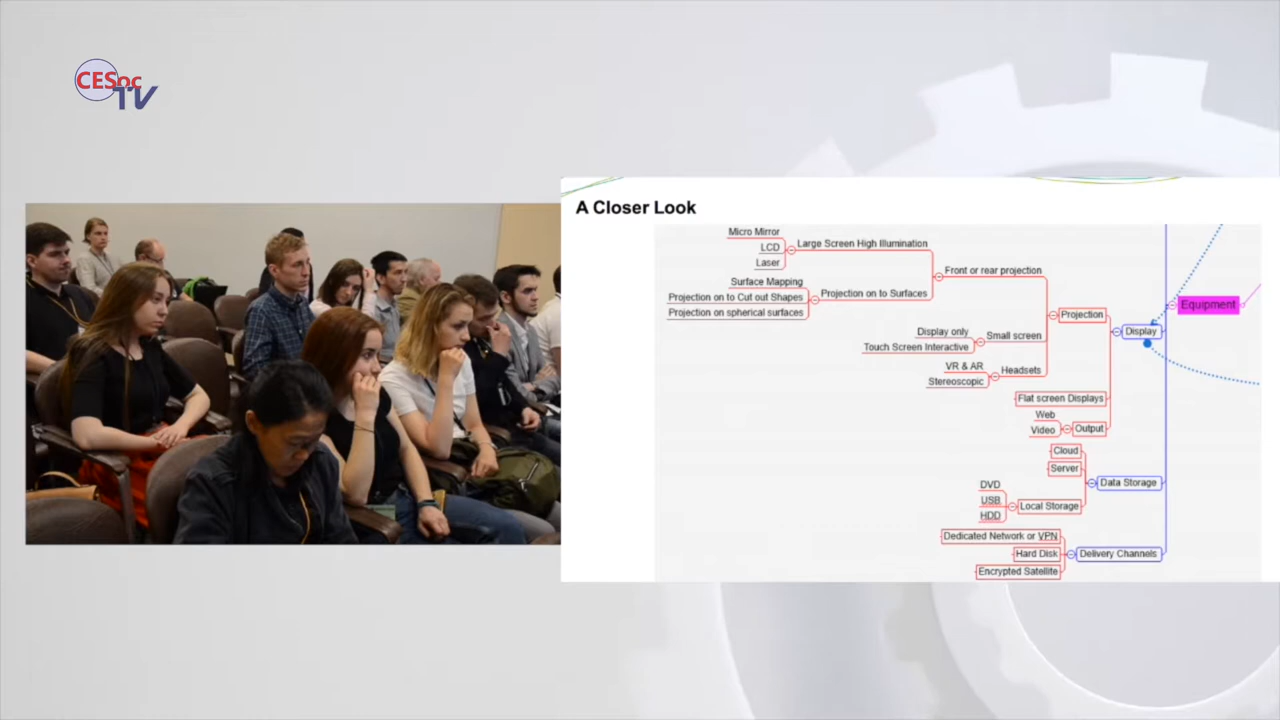 CESoc
TV
A Closer Look
Micro Mirror
LCD
Laser
Large Screen High Illumination
Surface Mapping
Projection on to Cut out Shapes
Projection on spherical surfaces
Projection on to Surfaces
Front or rear projection
Display only
Touch Screen Interactive
Small screen
VR & AR
Stereoscopic
Headsets
Projection
Flat screen Displays
Web
Video
Output
Display
Equipment
Cloud
Server
DVD
USB
HDD
Local Storage
Data Storage
Dedicated Network or VPN
Hard Disk
Encrypted Satellite
Delivery Channels